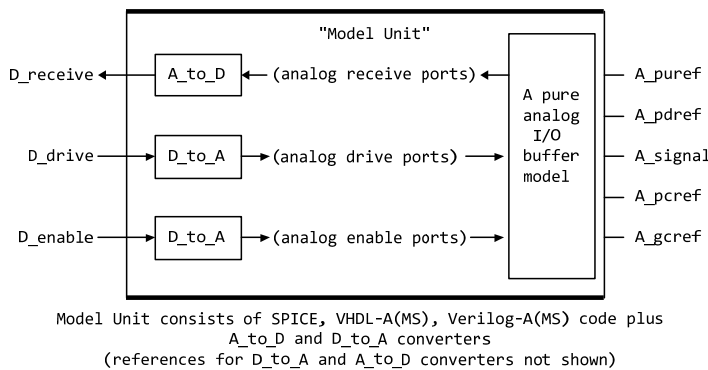 "Model Unit"
D_receive
A_to_D
(analog receive ports)
A_puref
A pure
analog
I/O
buffer
model
A_pdref
D_drive
D_to_A
(analog drive ports)
A_signal
A_pcref
D_enable
D_to_A
(analog enable ports)
A_gcref
Model Unit consists of SPICE, VHDL-A(MS), Verilog-A(MS) code plus
A_to_D and D_to_A converters
(references for D_to_A and A_to_D converters not shown)